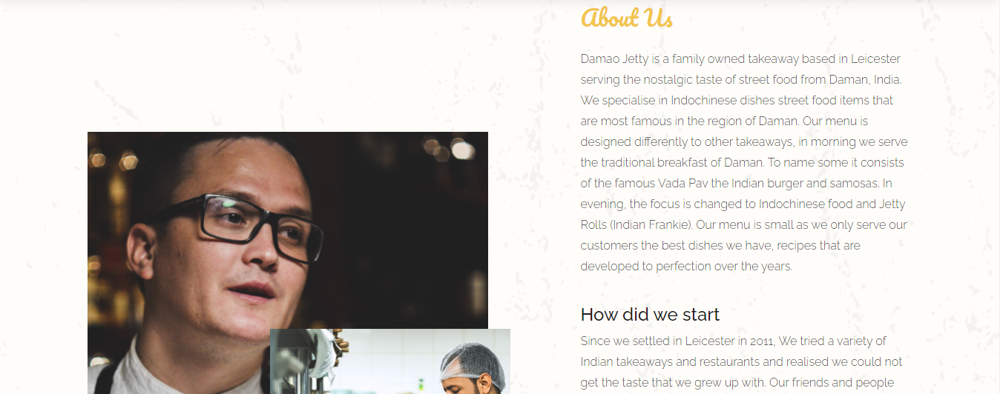 About Us
Damao Jetty is a family owned takeaway based in Leicester
serving the nostalgic taste of street food from Daman, India.
We specialise in Indochinese dishes street food items that
are most famous in the region of Daman. Our menu is
designed differently to other takeaways, in morning we serve
the traditional breakfast of Daman. To name some it consists
of the famous Vada Pav the Indian burger and samosas. In
evening, the focus is changed to Indochinese food and Jetty
Rolls (Indian Frankie). Our menu is small as we only serve our
customers the best dishes we have, recipes that are
developed to perfection over the years.
How did we start
Since we settled in Leicester in 2011, We tried a variety of
Indian takeaways and restaurants and realised we could not
get the taste that we grew up with. Our friends and people